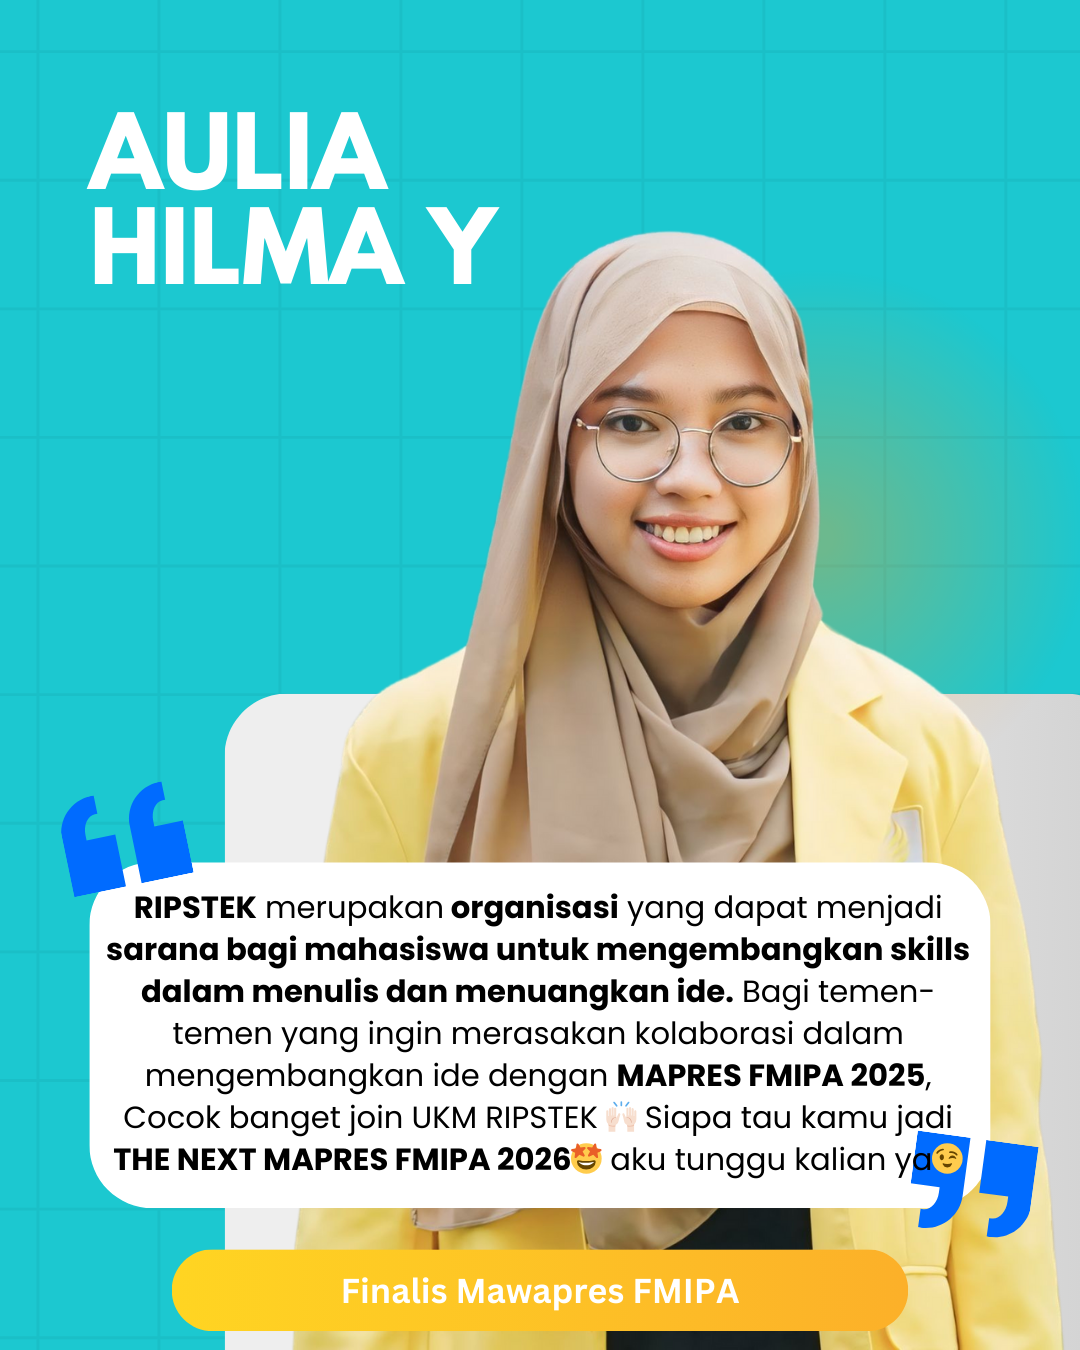 AULIA
HILMA Y
RIPSTEK merupakan organisasi yang dapat menjadi
sarana bagi mahasiswa untuk mengembangkan skills
dalam menulis dan menuangkan ide. Bagi temen-
temen yang ingin merasakan kolaborasi dalam
mengembangkan ide dengan MAPRES FMIPA 2025,
Cocok banget join UKM RIPSTEK 🙌🏻 Siapa tau kamu jadi
THE NEXT MAPRES FMIPA 2026🤩 aku tunggu kalian ya😉
Finalis Mawapres FMIPA